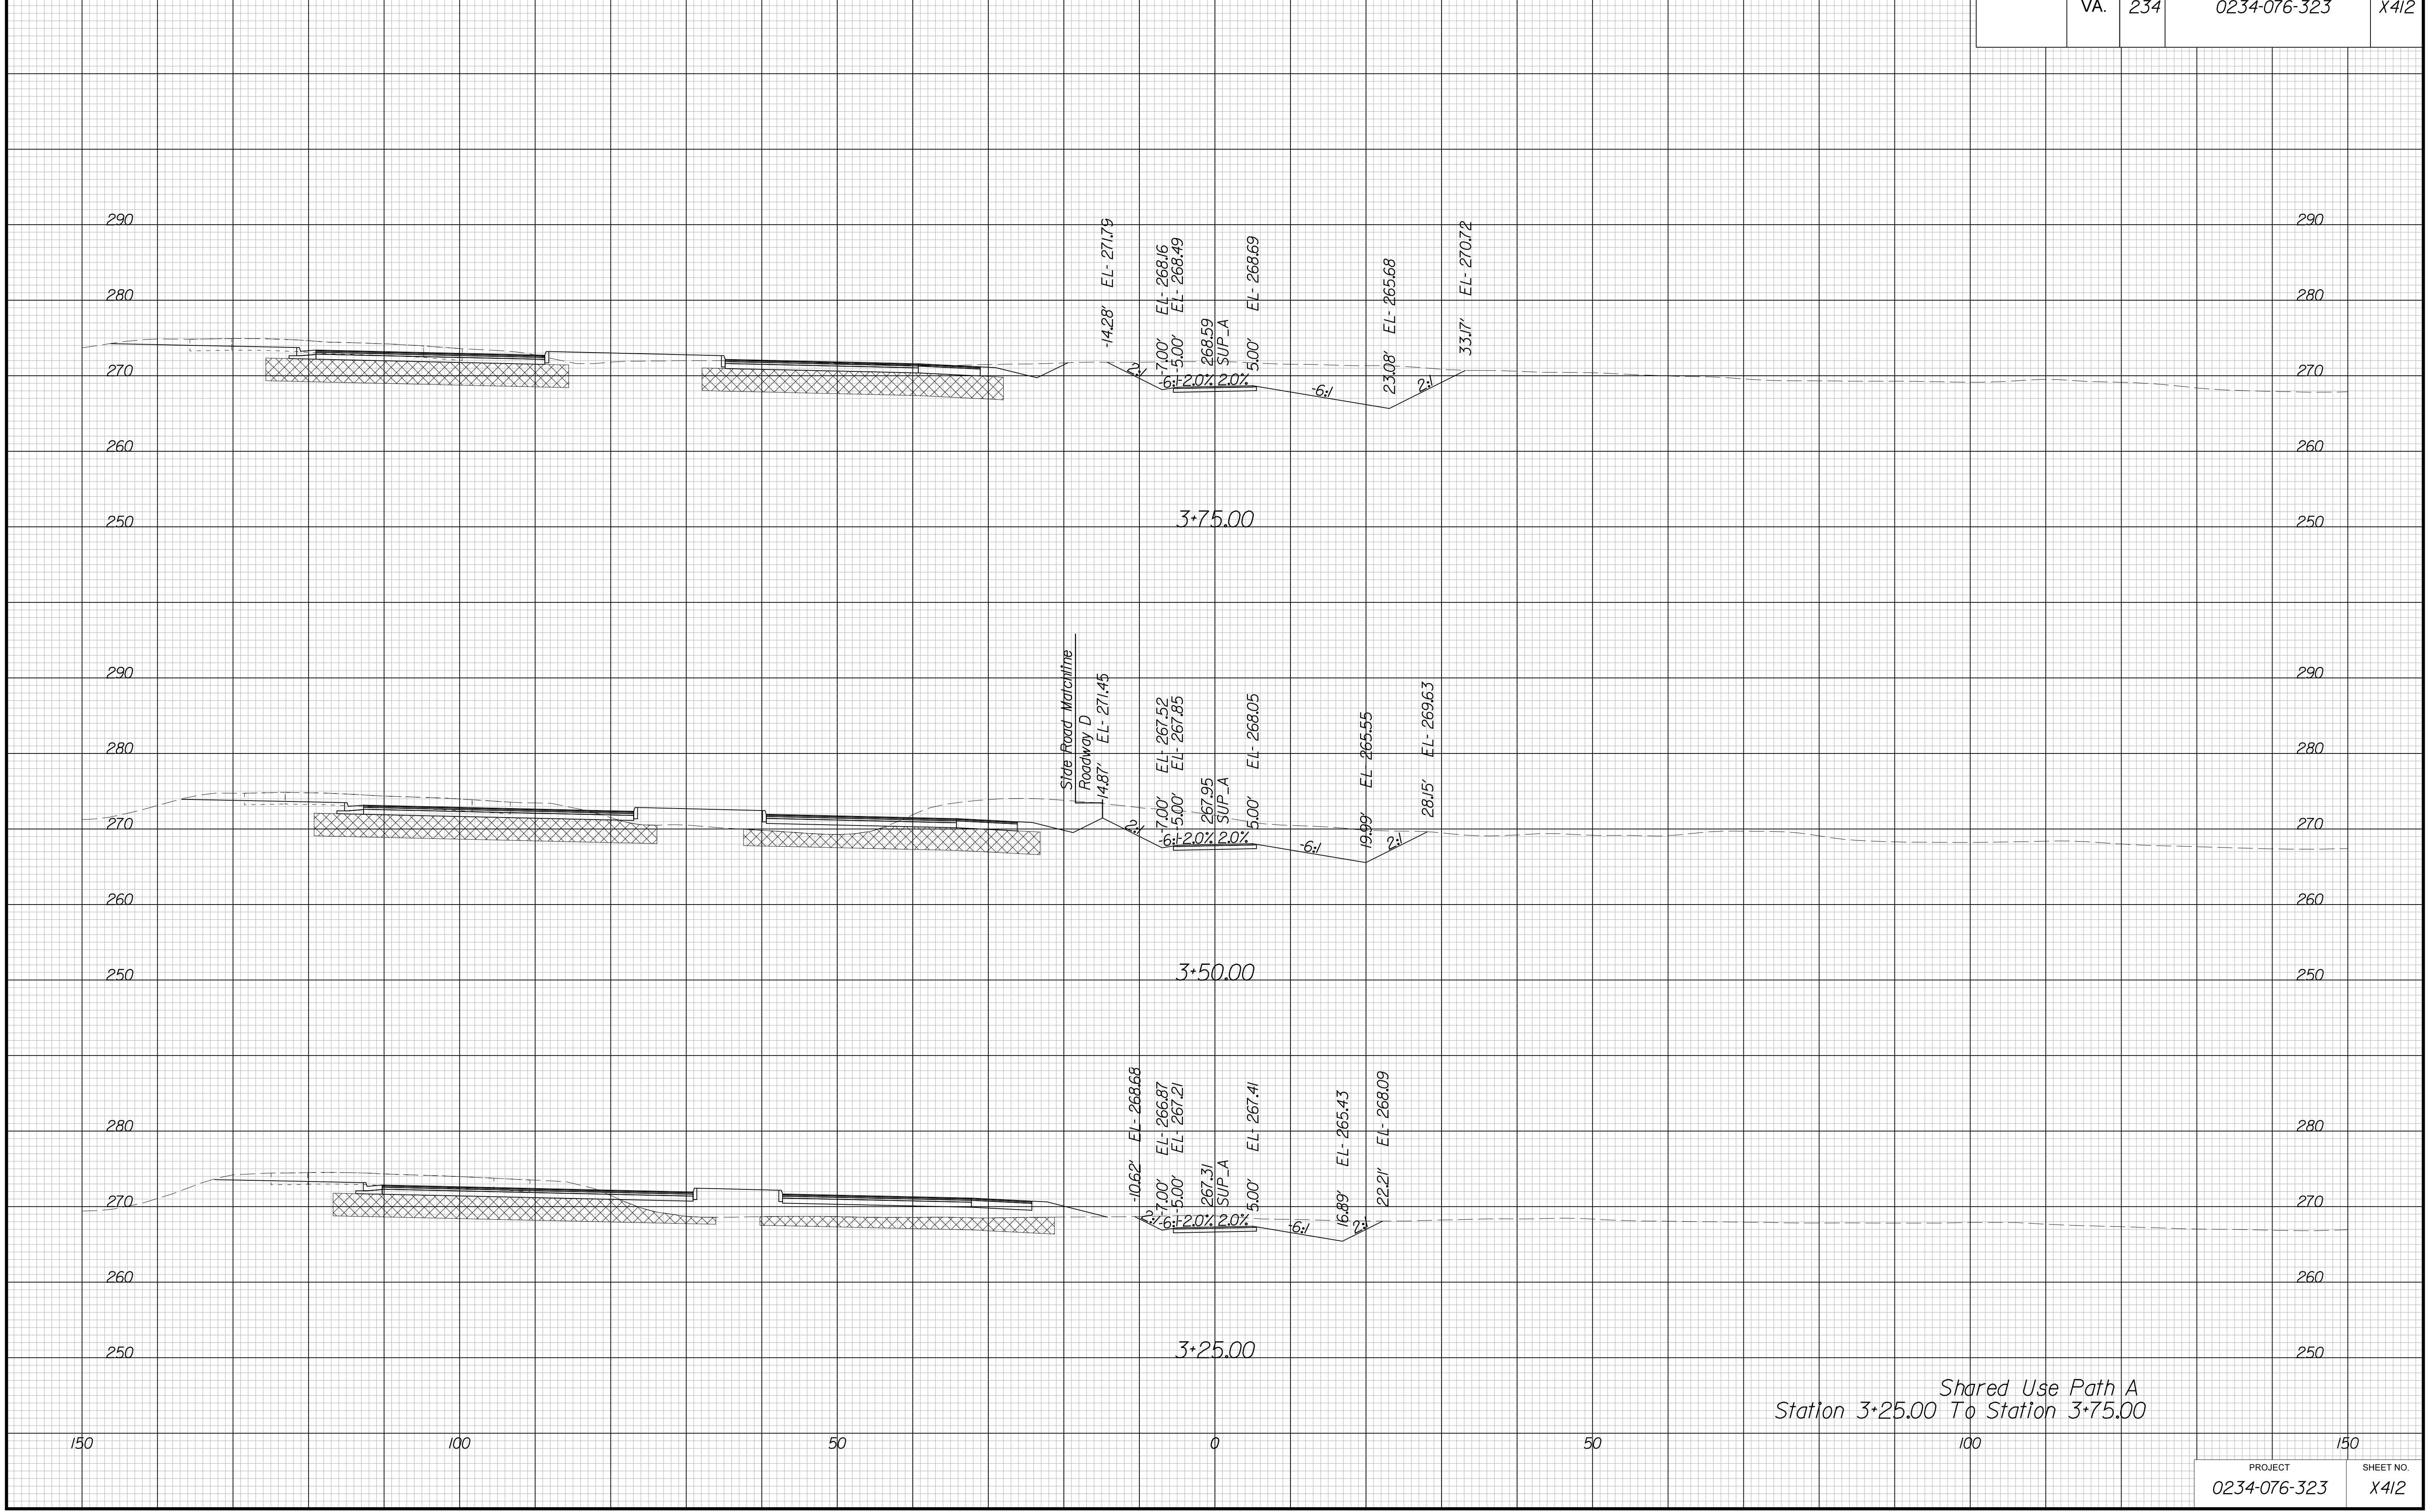 VA. 234 0234-076-323 X412
290 290
280 280
270 270
260 260
250 250
-14.28' EL- 271.79
-7.00' EL- 268.16
-5.00' EL- 268.49
268.59
SUP_A
5.00' EL- 268.69
23.08' EL- 265.68
33.17' EL- 270.72
2:1 -6:1 -2.0% 2.0% -6:1 2:1
3+75.00
290 290
280 280
270 270
260 260
250 250
Side Road Matchline
Roadway D
14.87' EL- 271.45
-7.00' EL- 267.52
-5.00' EL- 267.85
267.95
SUP_A
5.00' EL- 268.05
19.99' EL 265.55
28.15' EL- 269.63
2:1 -6:1 -2.0% 2.0% -6:1 2:1
3+50.00
280 280
270 270
260 260
250 250
-10.62' EL- 268.68
-7.00' EL- 266.87
-5.00' EL- 267.21
267.31
SUP_A
5.00' EL- 267.41
16.89' EL- 265.43
22.21' EL- 268.09
2:1 -6:1 -2.0% 2.0% -6:1 2:1
3+25.00
Shared Use Path A
Station 3+25.00 To Station 3+75.00
150 100 50 0 50 100 150
PROJECT SHEET NO.
0234-076-323 X412